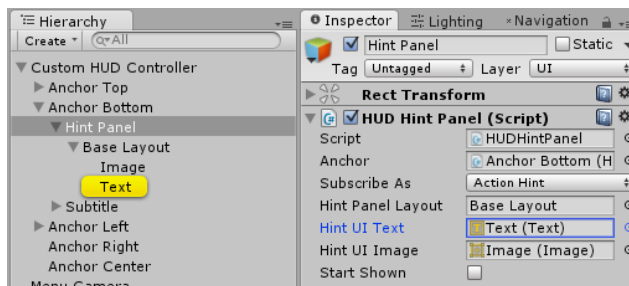 Hierarchy
Create
All
Custom HUD Controller
Anchor Top
Anchor Bottom
Hint Panel
Base Layout
Image
Text
Subtitle
Anchor Left
Anchor Right
Anchor Center
Menu Camera
Inspector Lighting Navigation
Hint Panel Static
Tag Untagged Layer UI
Rect Transform
HUD Hint Panel (Script)
Script HUDHintPanel
Anchor Anchor Bottom (H
Subscribe As Action Hint
Hint Panel Layout Base Layout
Hint UI Text Text (Text)
Hint UI Image Image (Image)
Start Shown